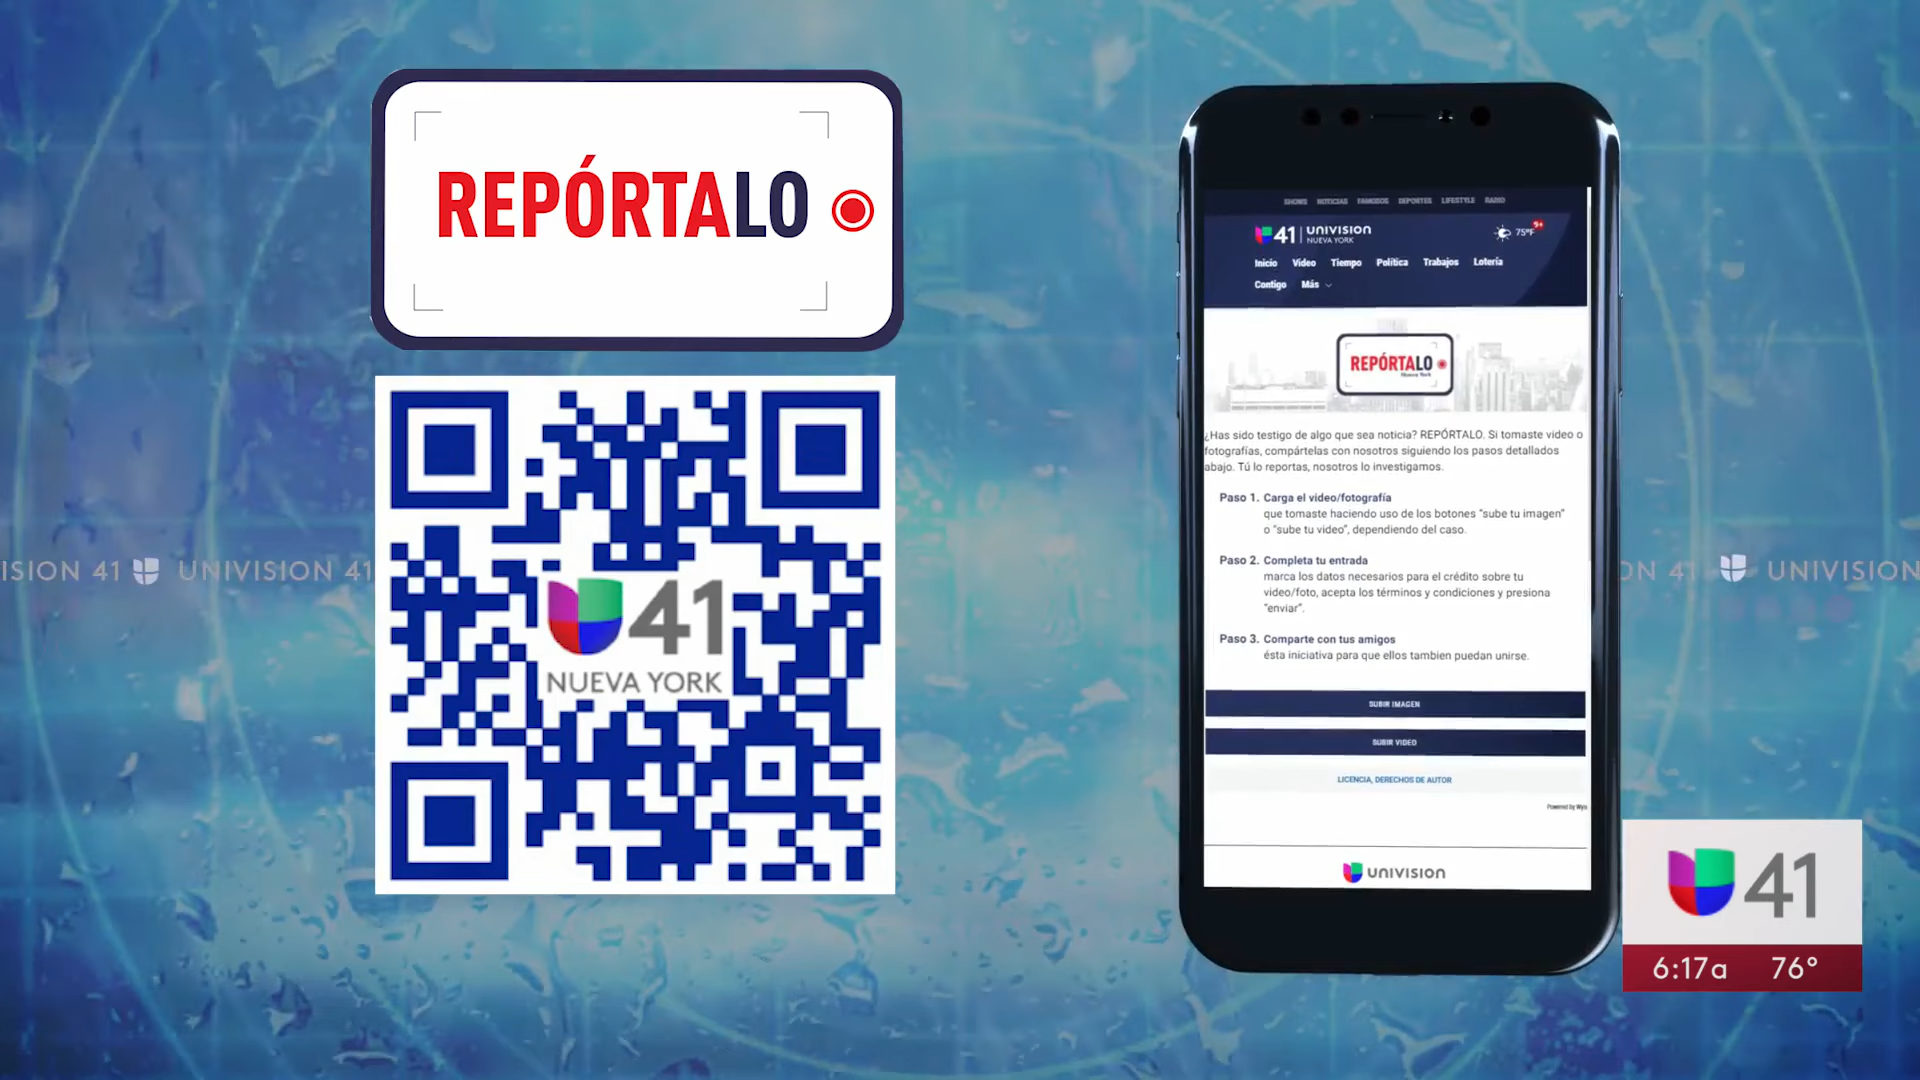 REPÓRTALO
41
NUEVA YORK
SHOWS NOTICIAS FAMOSOS DEPORTES LIFESTYLE RADIO
41 UNIVISION
NUEVA YORK
75°F
9+
Inicio Video Tiempo Política Trabajos Lotería
Contigo Más
REPÓRTALO
Nueva York
¿Has sido testigo de algo que sea noticia? REPÓRTALO. Si tomaste video o
fotografías, compártelas con nosotros siguiendo los pasos detallados
abajo. Tú lo reportas, nosotros lo investigamos.
Paso 1. Carga el video/fotografía
que tomaste haciendo uso de los botones "sube tu imagen"
o "sube tu video", dependiendo del caso.
Paso 2. Completa tu entrada
marca los datos necesarios para el crédito sobre tu
video/foto, acepta los términos y condiciones y presiona
"enviar".
Paso 3. Comparte con tus amigos
ésta iniciativa para que ellos tambien puedan unirse.
SUBIR IMAGEN
SUBIR VIDEO
LICENCIA, DERECHOS DE AUTOR
Powered by
UNIVISION
ISION 41 UNIVISION 41
ON 41 UNIVISION
41
6:17a 76°